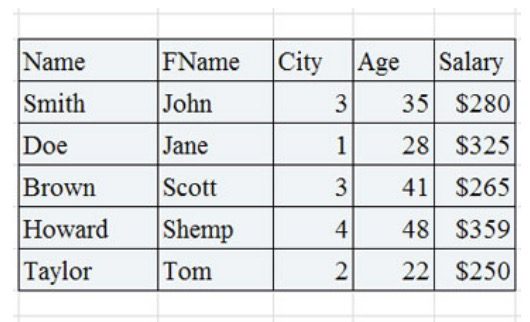 Name FName City Age Salary
Smith John 3 35 $280
Doe Jane 1 28 $325
Brown Scott 3 41 $265
Howard Shemp 4 48 $359
Taylor Tom 2 22 $250